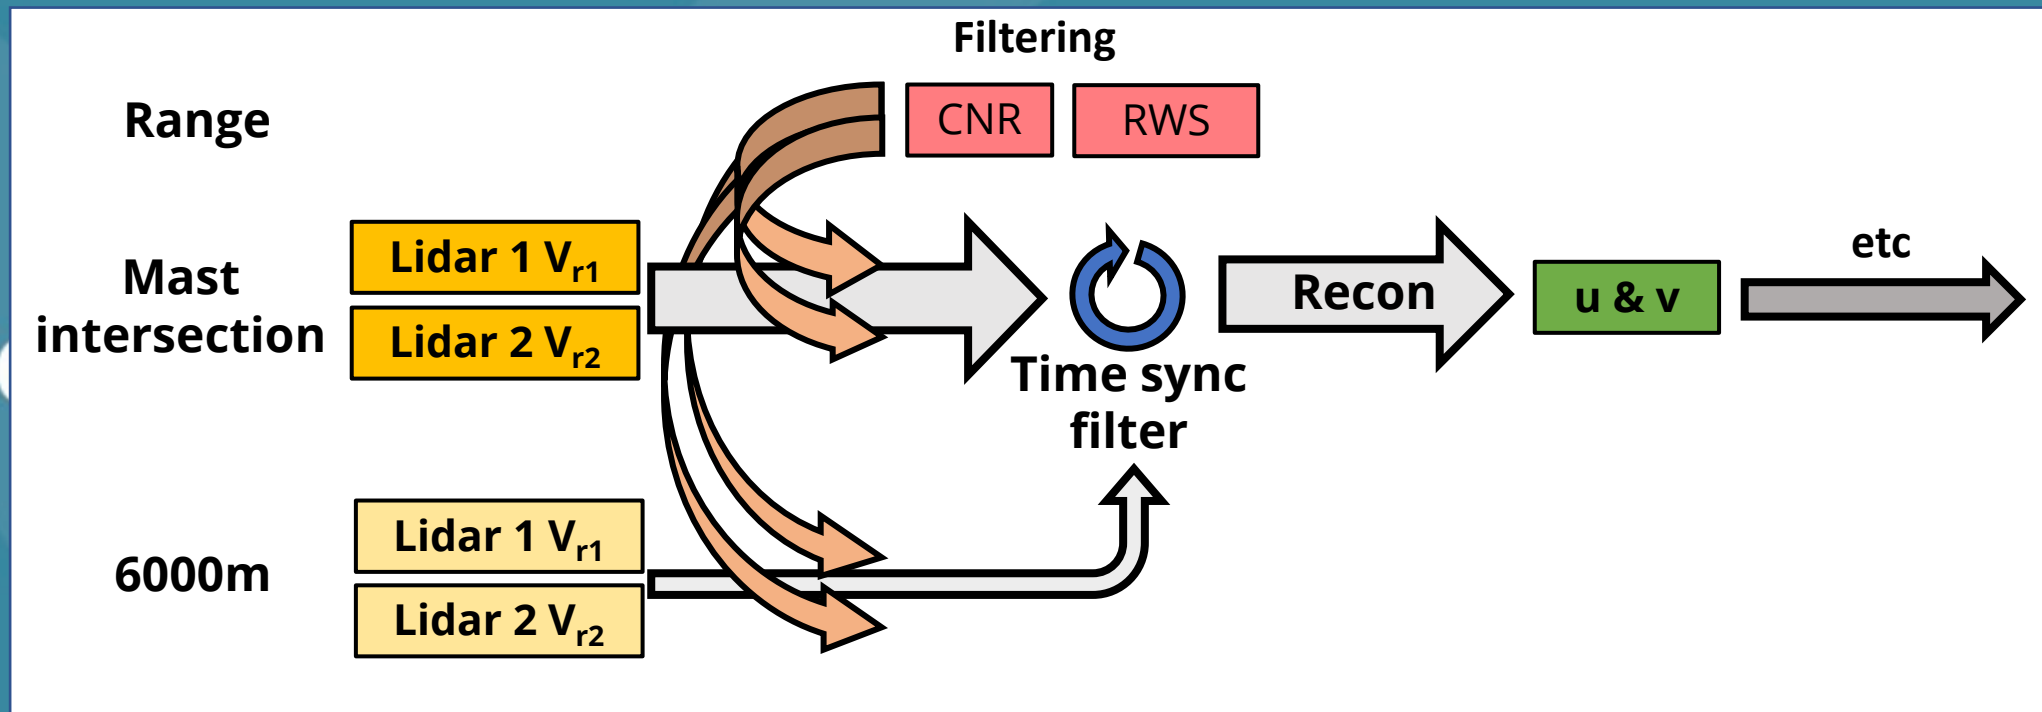 Filtering
Range
CNR
RWS
Mast
intersection
Lidar 1 Vr1
Lidar 2 Vr2
Recon
u & v
etc
Time sync
filter
6000m
Lidar 1 Vr1
Lidar 2 Vr2